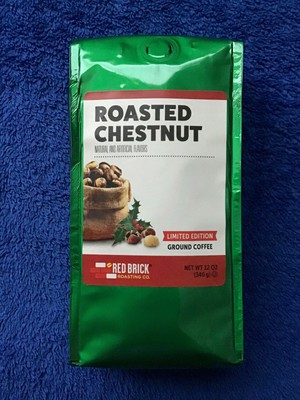 ROASTED
CHESTNUT
NATURAL AND ARTIFICIAL FLAVORS
LIMITED EDITION
GROUND COFFEE
RED BRICK
ROASTING CO.
NET WT 12 OZ
(340 g)